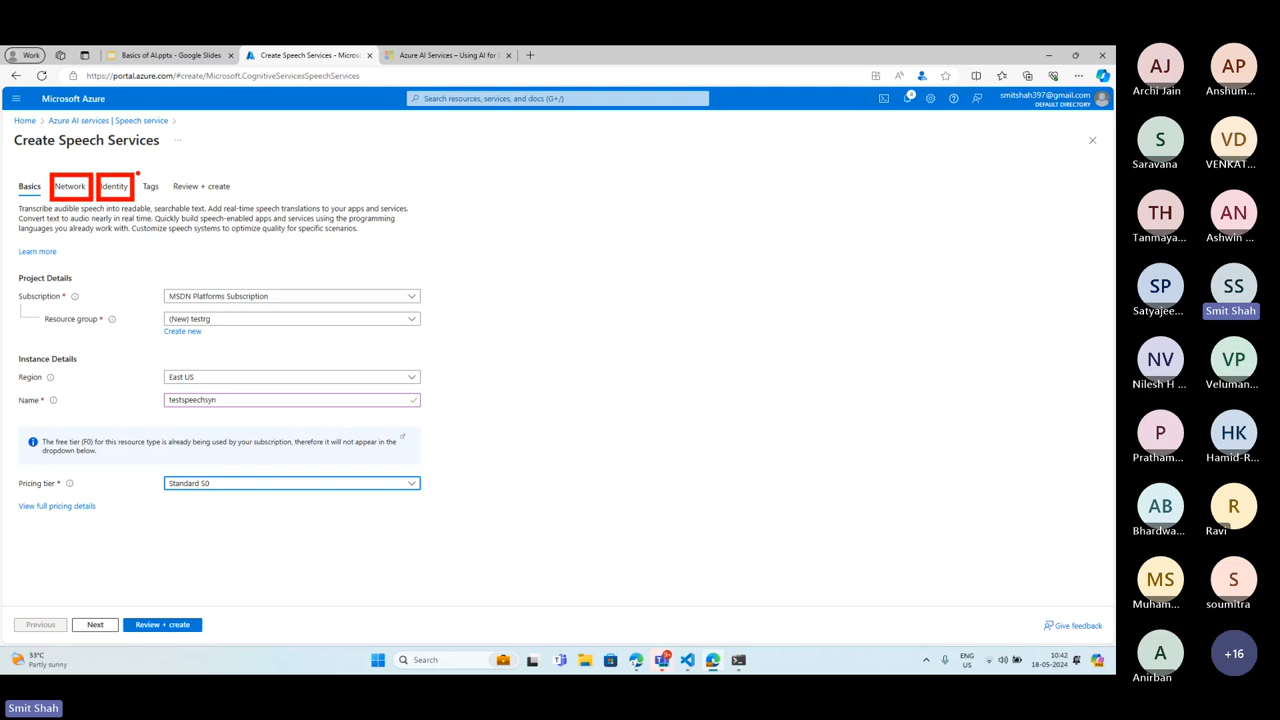 Work
Basics of AI.pptx - Google Slides
Create Speech Services - Micros
Azure AI Services – Using AI for
https://portal.azure.com/#create/Microsoft.CognitiveServicesSpeechServices
Microsoft Azure
Search resources, services, and docs (G+/)
4
smitshah397@gmail.com
DEFAULT DIRECTORY
Home > Azure AI services | Speech service >
Create Speech Services ...
Basics Network Identity Tags Review + create
Transcribe audible speech into readable, searchable text. Add real-time speech translations to your apps and services.
Convert text to audio nearly in real time. Quickly build speech-enabled apps and services using the programming
languages you already work with. Customize speech systems to optimize quality for specific scenarios.
Learn more
Project Details
Subscription * MSDN Platforms Subscription
Resource group * (New) testrg
Create new
Instance Details
Region East US
Name * testspeechsyn
The free tier (F0) for this resource type is already being used by your subscription, therefore it will not appear in the
dropdown below.
Pricing tier * Standard S0
View full pricing details
Previous Next Review + create
Give feedback
33°C
Partly sunny
Search
ENG
US
10:42
18-05-2024
AJ
Archi Jain
AP
Anshum...
S
Saravana
VD
VENKAT...
TH
Tanmaya...
AN
Ashwin ...
SP
Satyajee...
SS
Smit Shah
NV
Nilesh H ...
VP
Veluman...
P
Pratham...
HK
Hamid-R...
AB
Bhardwa...
R
Ravi
MS
Muham...
S
soumitra
A
Anirban
+16
Smit Shah